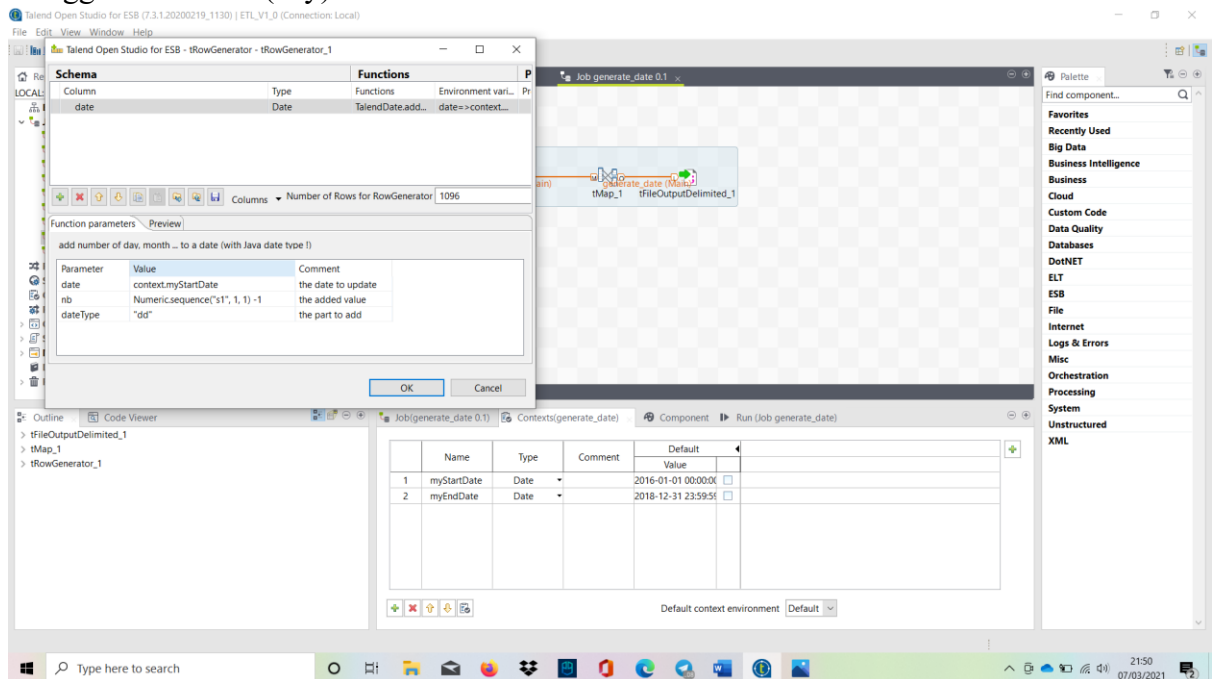 Talend Open Studio for ESB (7.3.1.20200219_1130) | ETL_V1_0 (Connection: Local)
File Edit View Window Help
Talend Open Studio for ESB - tRowGenerator - tRowGenerator_1
Schema Functions P
Column Type Functions Environment vari... Pr
date Date TalendDate.add... date=>context....
Columns Number of Rows for RowGenerator 1096
Function parameters Preview
add number of day, month ... to a date (with Java date type !)
Parameter Value Comment
date context.myStartDate the date to update
nb Numeric.sequence("s1", 1, 1) -1 the added value
dateType "dd" the part to add
OK Cancel
Re
LOCAL:
Job generate_date 0.1
ain) generate_date (Main)
tMap_1 tFileOutputDelimited_1
Palette
Find component...
Favorites
Recently Used
Big Data
Business Intelligence
Business
Cloud
Custom Code
Data Quality
Databases
DotNET
ELT
ESB
File
Internet
Logs & Errors
Misc
Orchestration
Processing
System
Unstructured
XML
Outline Code Viewer
tFileOutputDelimited_1
tMap_1
tRowGenerator_1
Job(generate_date 0.1) Contexts(generate_date) Component Run (Job generate_date)
Name Type Comment Default
Value
1 myStartDate Date 2016-01-01 00:00:00
2 myEndDate Date 2018-12-31 23:59:59
Default context environment Default
Type here to search
21:50
07/03/2021